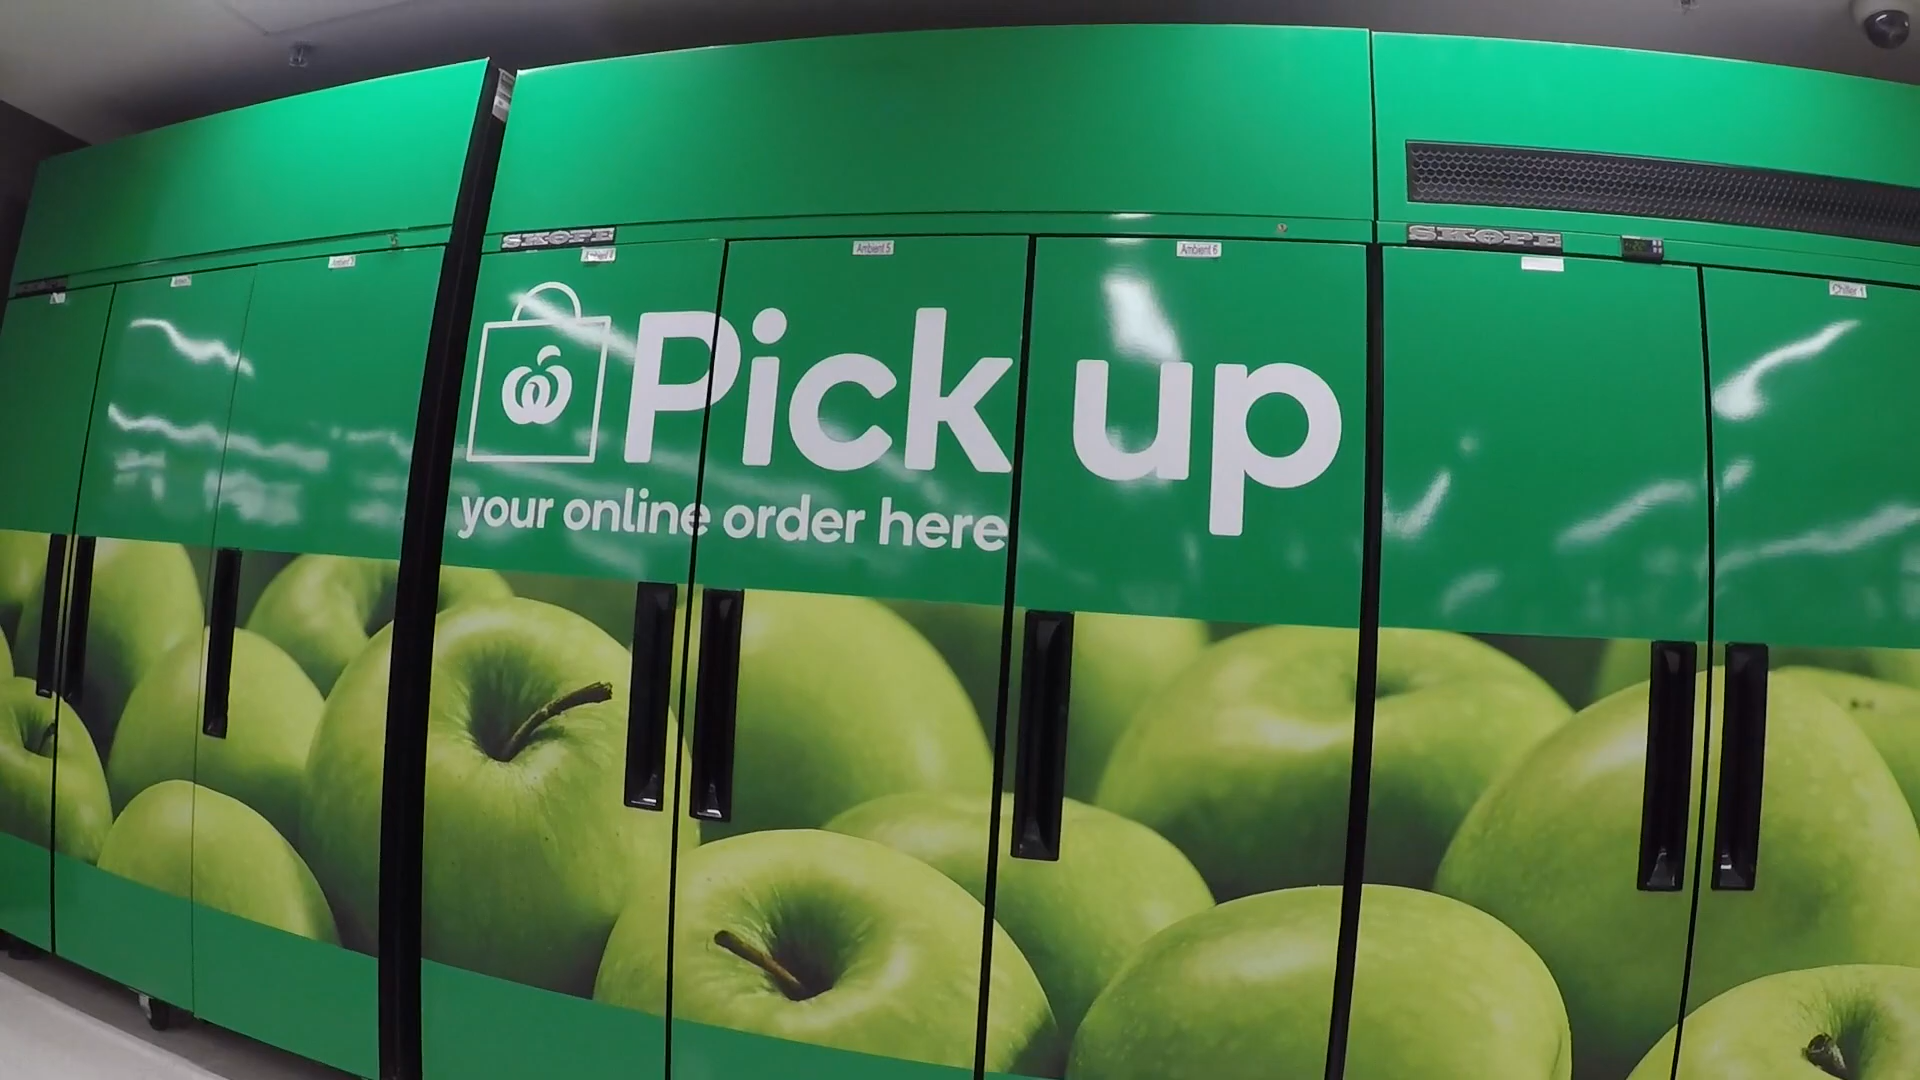 SKOPE
SKOPE
Ambient 5
Ambient 6
Chiller 1
Pick up
your online order here